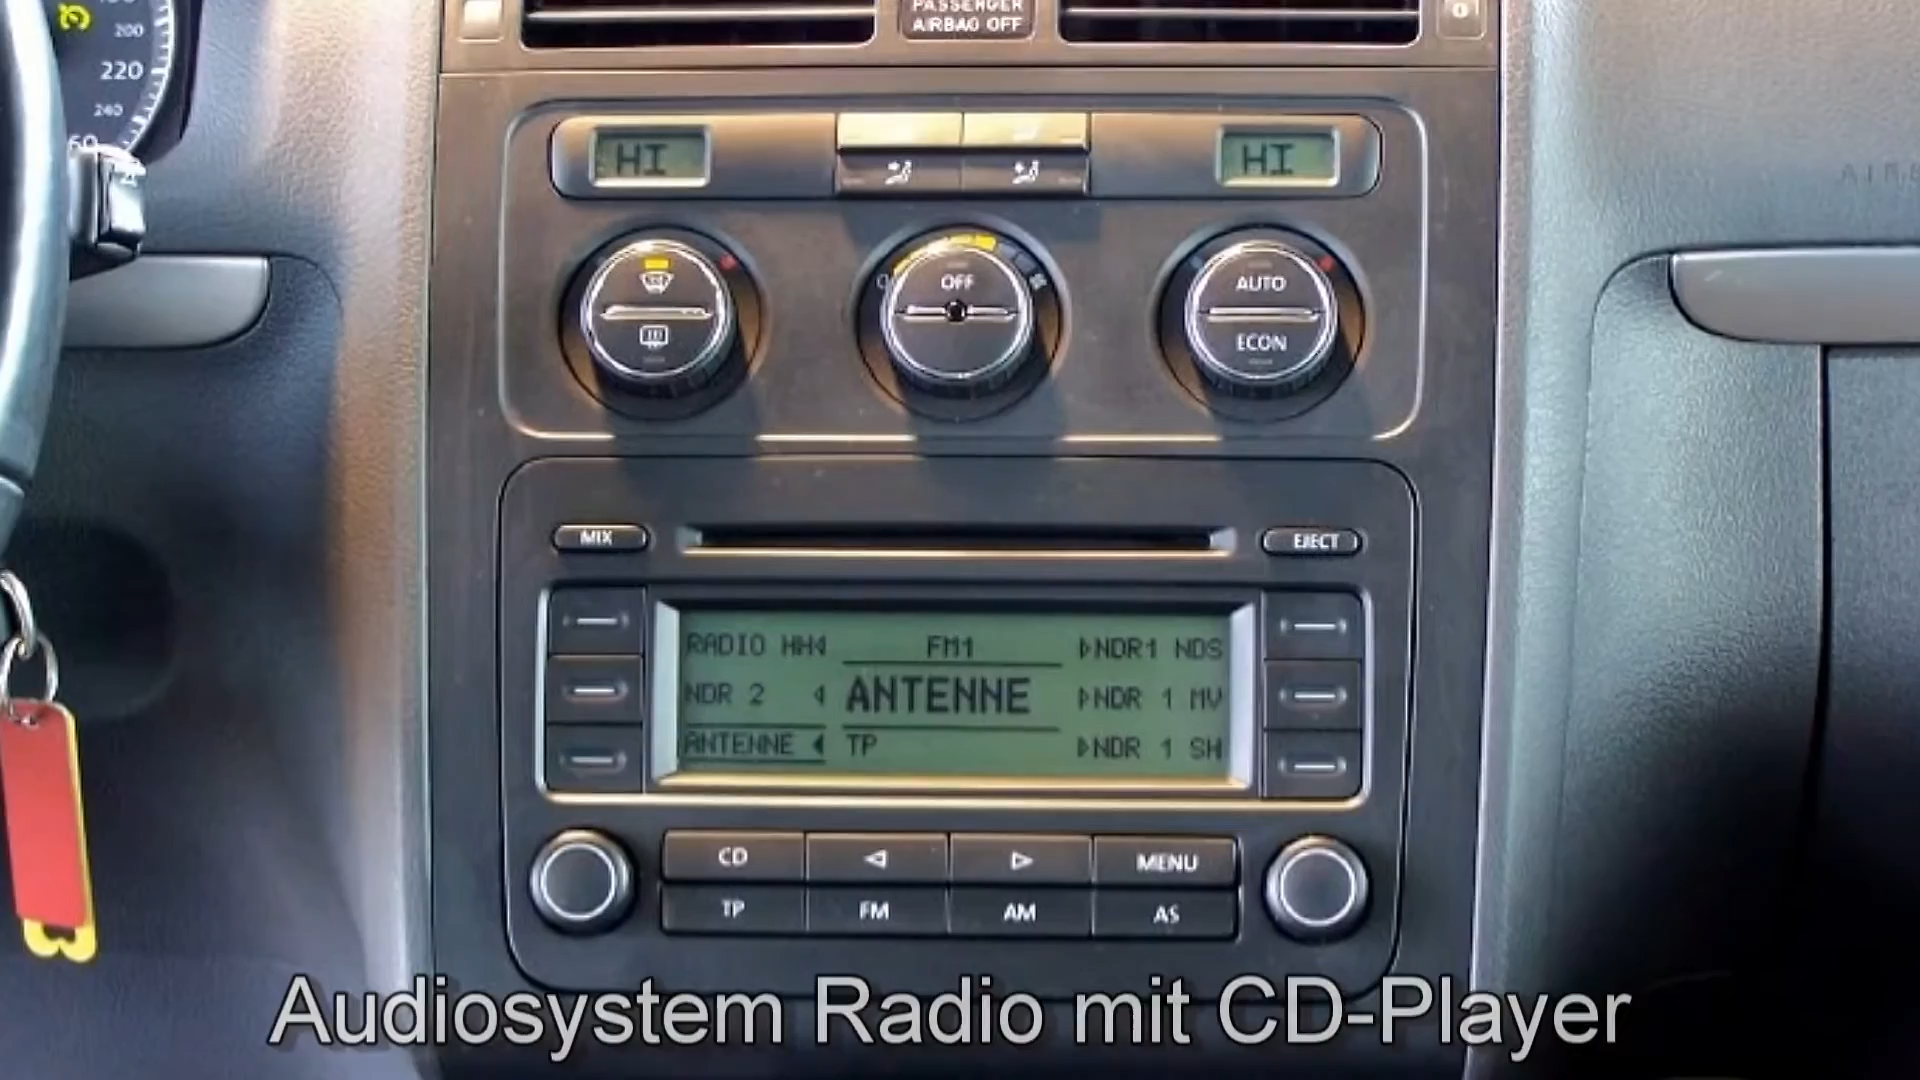 200
220
240
PASSENGER
AIRBAG OFF
HI
HI
OFF
AUTO
ECON
MIX
EJECT
RADIO HH
FM1
NDR1 NDS
NDR 2
ANTENNE
NDR 1 MV
ANTENNE
TP
NDR 1 SH
CD
MENU
TP
FM
AM
AS
Audiosystem Radio mit CD-Player